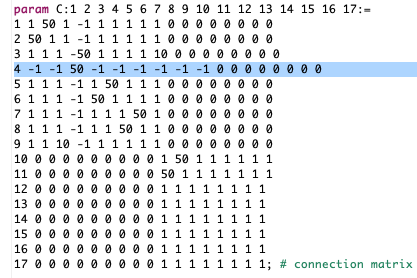 param C:1 2 3 4 5 6 7 8 9 10 11 12 13 14 15 16 17:=
1 1 50 1 -1 1 1 1 1 1 0 0 0 0 0 0 0 0
2 50 1 1 -1 1 1 1 1 1 0 0 0 0 0 0 0 0
3 1 1 1 -50 1 1 1 1 10 0 0 0 0 0 0 0 0
4 -1 -1 50 -1 -1 -1 -1 -1 -1 0 0 0 0 0 0 0 0
5 1 1 1 -1 1 50 1 1 1 0 0 0 0 0 0 0 0
6 1 1 1 -1 50 1 1 1 1 0 0 0 0 0 0 0 0
7 1 1 1 -1 1 1 1 50 1 0 0 0 0 0 0 0 0
8 1 1 1 -1 1 1 50 1 1 0 0 0 0 0 0 0 0
9 1 1 10 -1 1 1 1 1 1 0 0 0 0 0 0 0 0
10 0 0 0 0 0 0 0 0 0 1 50 1 1 1 1 1 1
11 0 0 0 0 0 0 0 0 0 50 1 1 1 1 1 1 1
12 0 0 0 0 0 0 0 0 0 1 1 1 1 1 1 1 1
13 0 0 0 0 0 0 0 0 0 1 1 1 1 1 1 1 1
14 0 0 0 0 0 0 0 0 0 1 1 1 1 1 1 1 1
15 0 0 0 0 0 0 0 0 0 1 1 1 1 1 1 1 1
16 0 0 0 0 0 0 0 0 0 1 1 1 1 1 1 1 1
17 0 0 0 0 0 0 0 0 0 1 1 1 1 1 1 1 1; # connection matrix